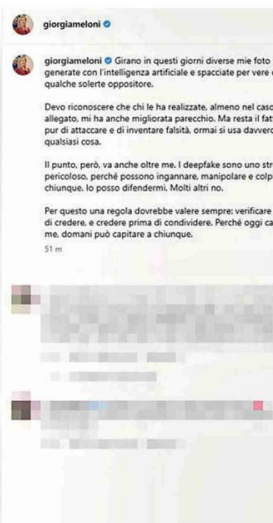 giorgiameloni
giorgiameloni Girano in questi giorni diverse mie foto
generate con l'intelligenza artificiale e spacciate per vere
qualche solerte oppositore.
Devo riconoscere che chi le ha realizzate, almeno nel caso
allegato, mi ha anche migliorata parecchio. Ma resta il
pur di attaccare e di inventare falsità, ormai si usa davvero
qualsiasi cosa.
Il punto, però, va anche oltre me. I deepfake sono uno
pericoloso, perché possono ingannare, manipolare e
chiunque. Io posso difendermi. Molti altri no.
Per questo una regola dovrebbe valere sempre: verificare
di credere, e credere prima di condividere. Perché oggi
me, domani può capitare a chiunque.
51 m